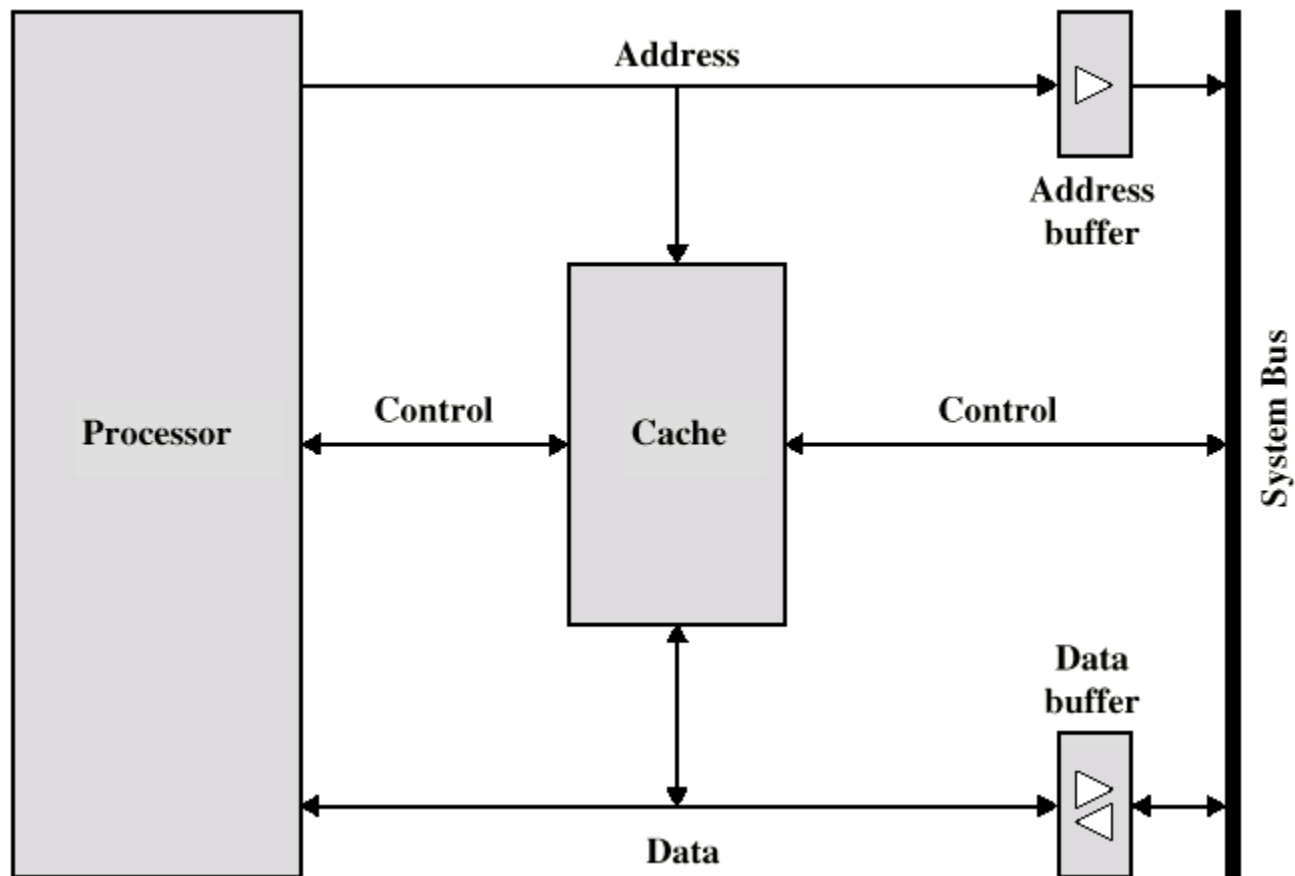 Address
Address
buffer
Control
Control
Processor
Cache
System Bus
Data
buffer
Data